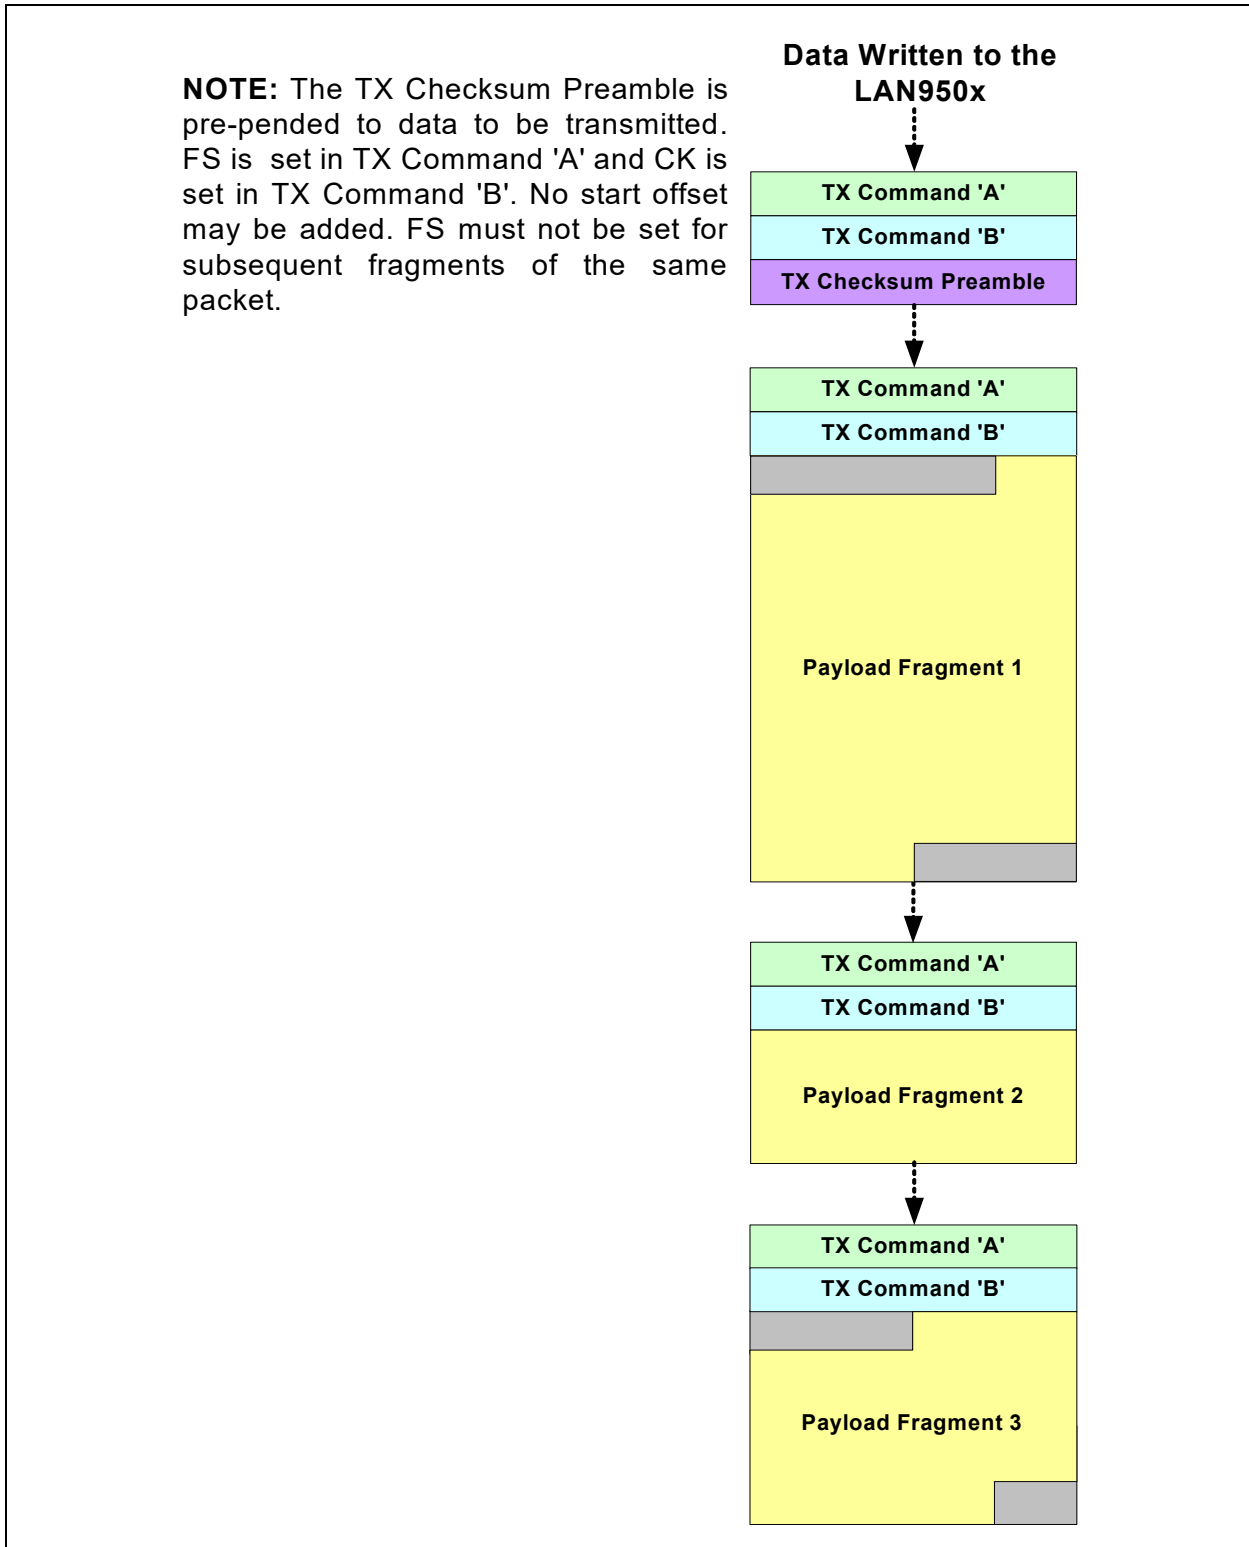 Data Written to the
LAN950x
NOTE: The TX Checksum Preamble is
pre-pended to data to be transmitted.
FS is set in TX Command 'A' and CK is
set in TX Command 'B'. No start offset
may be added. FS must not be set for
subsequent fragments of the same
packet.
TX Command 'A'
TX Command 'B'
TX Checksum Preamble
TX Command 'A'
TX Command 'B'
Payload Fragment 1
TX Command 'A'
TX Command 'B'
Payload Fragment 2
TX Command 'A'
TX Command 'B'
Payload Fragment 3